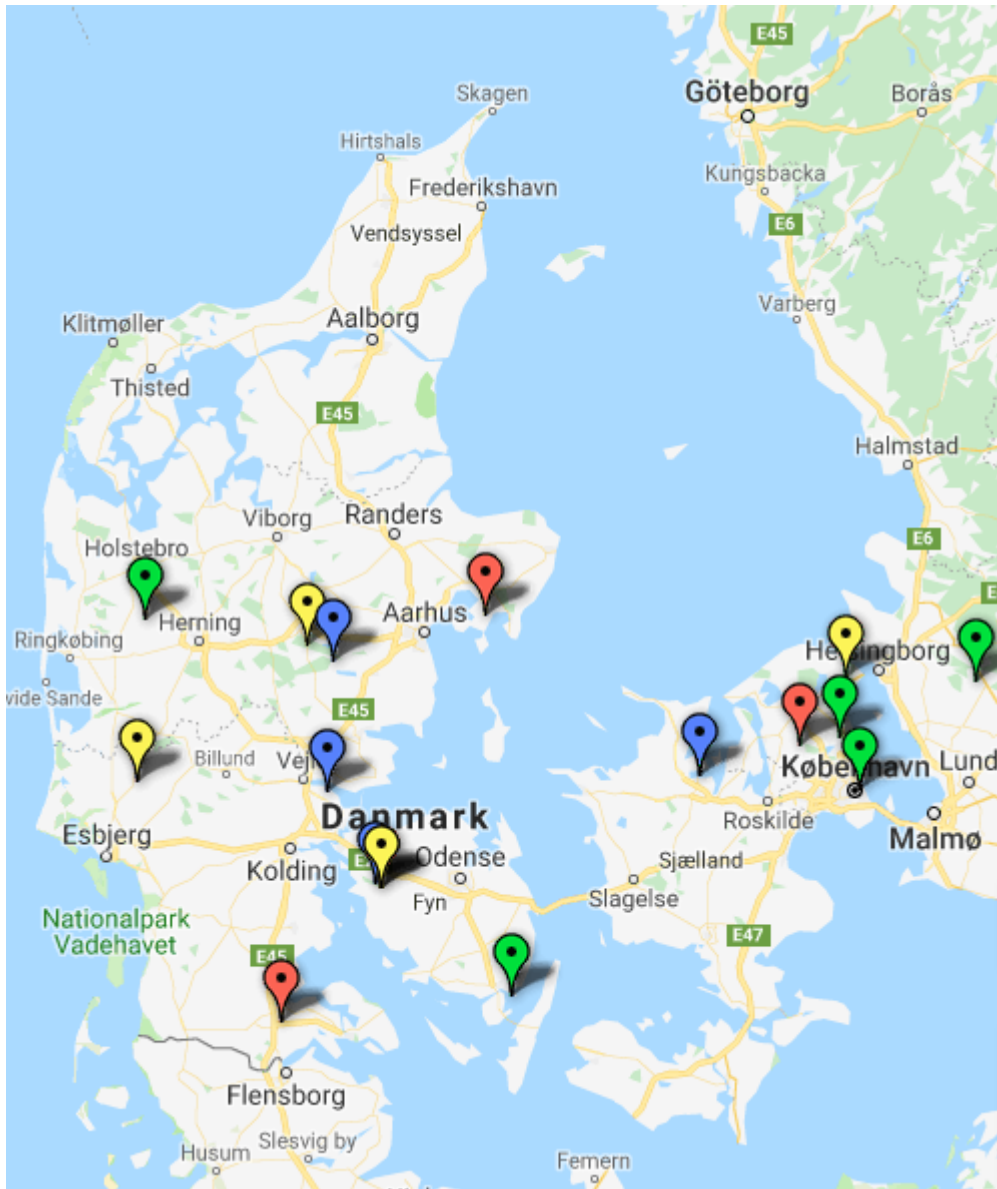 E45
Skagen
Göteborg
Borås
Hirtshals
Kungsbacka
Frederikshavn
E6
Vendsyssel
Varberg
Klitmøller
Aalborg
Thisted
E45
Halmstad
Viborg
Randers
E6
Holstebro
Aarhus
Herning
Ringkøbing
vide Sande
E45
Billund
København
Lund
Danmark
Roskilde
Esbjerg
Malmø
Kolding
Odense
Sjælland
Slagelse
Fyn
Nationalpark
Vadehavet
E47
E45
Flensborg
Slesvig by
Husum
Femern